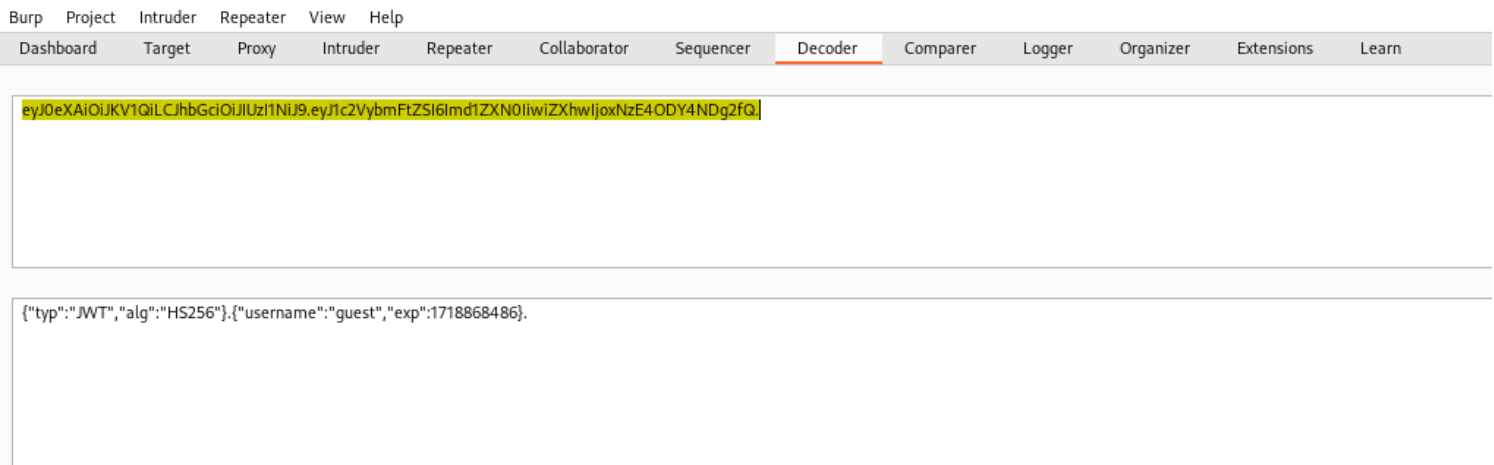 Burp Project Intruder Repeater View Help
Dashboard Target Proxy Intruder Repeater Collaborator Sequencer Decoder Comparer Logger Organizer Extensions Learn
eyJ0eXAiOiJKV1QiLCJhbGciOiJIUzI1NiJ9.eyJ1c2VybmFtZSI6Imd1ZXN0IiwiZXhwIjoxNzE4ODY4NDg2fQ.
{"typ":"JWT","alg":"HS256"}.{"username":"guest","exp":1718868486}.